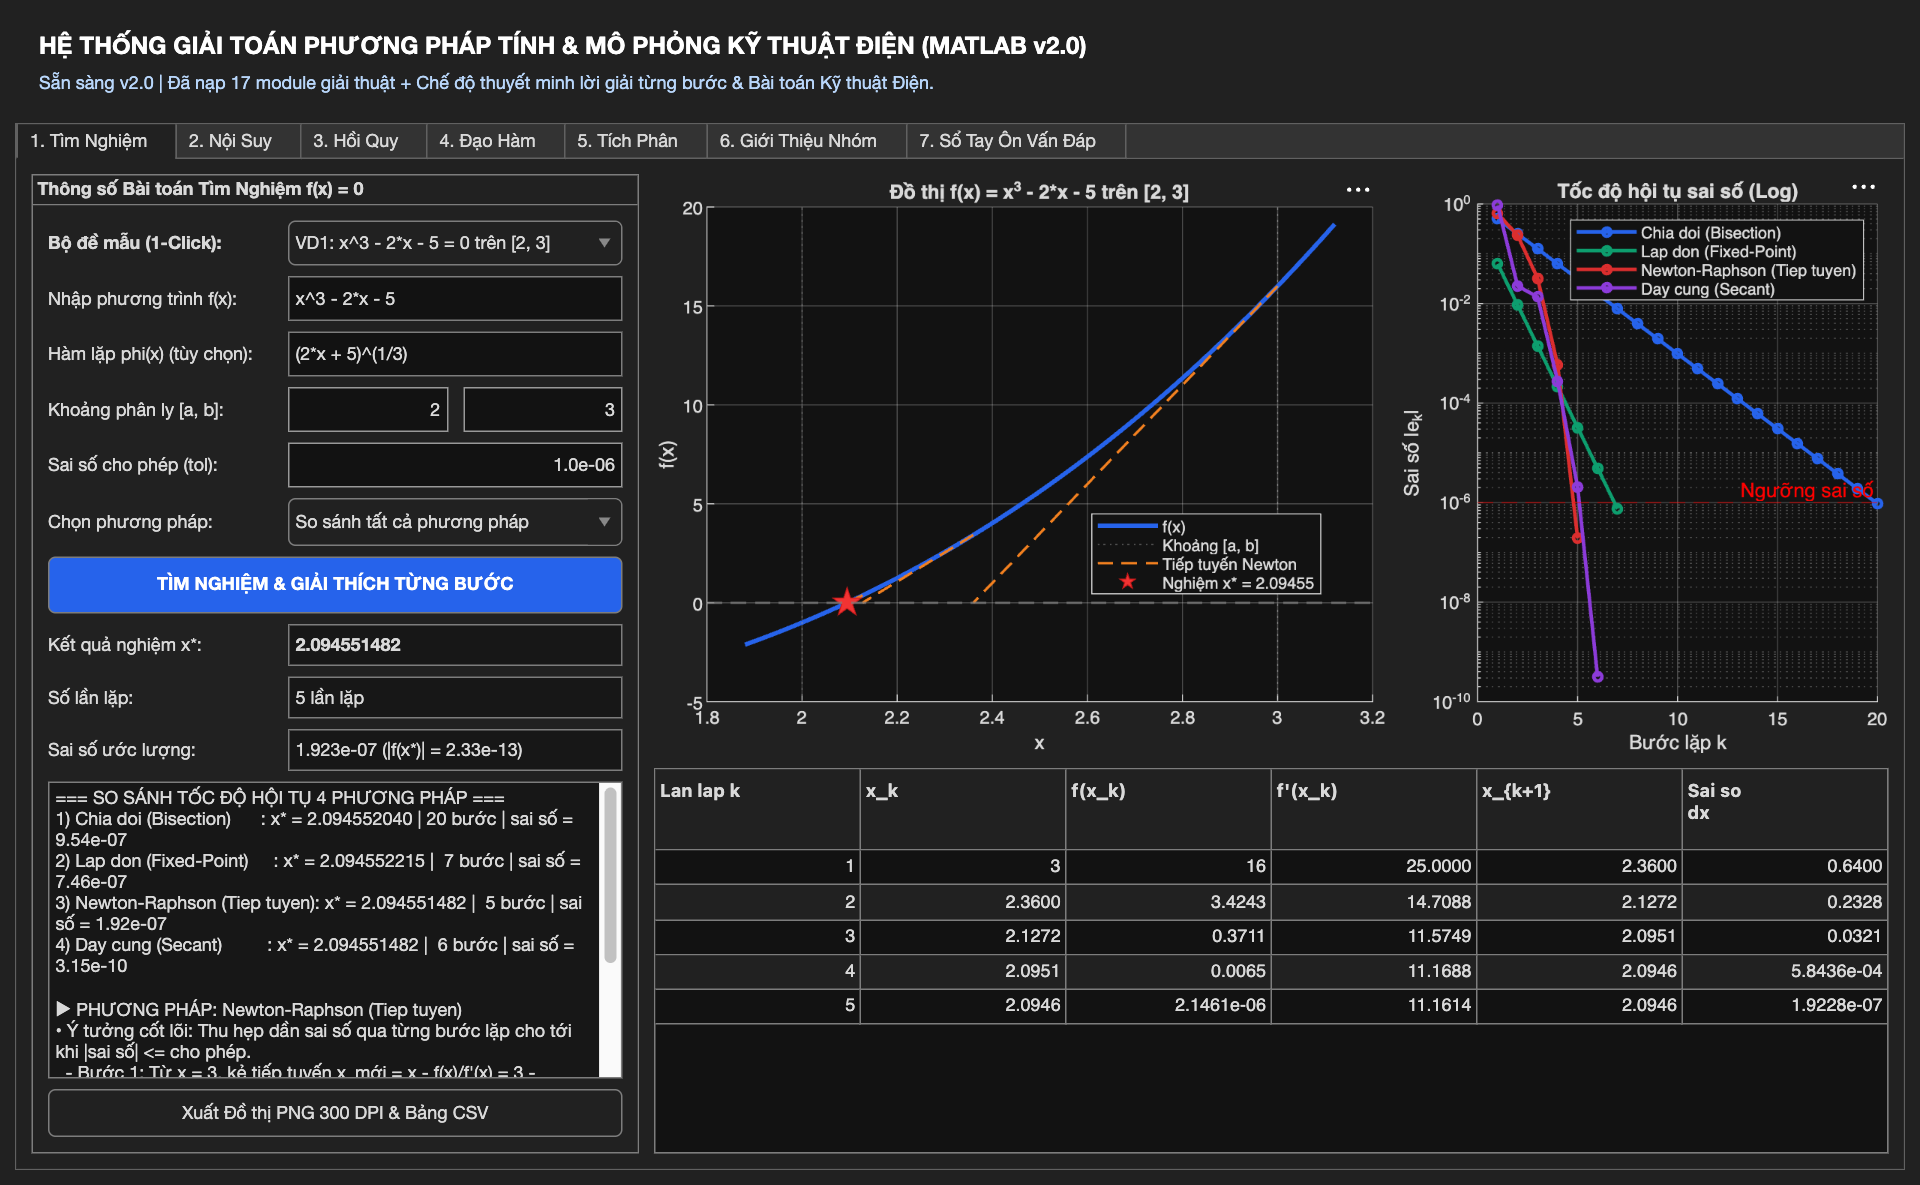 HỆ THỐNG GIẢI TOÁN PHƯƠNG PHÁP TÍNH & MÔ PHỎNG KỸ THUẬT ĐIỆN (MATLAB v2.0)
Sẵn sàng v2.0 | Đã nạp 17 module giải thuật + Chế độ thuyết minh lời giải từng bước & Bài toán Kỹ thuật Điện.
1. Tìm Nghiệm
2. Nội Suy
3. Hồi Quy
4. Đạo Hàm
5. Tích Phân
6. Giới Thiệu Nhóm
7. Sổ Tay Ôn Vấn Đáp
Thông số Bài toán Tìm Nghiệm f(x) = 0
Bộ đề mẫu (1-Click):
VD1: x^3 - 2*x - 5 = 0 trên [2, 3]
Nhập phương trình f(x):
x^3 - 2*x - 5
Hàm lặp phi(x) (tùy chọn):
(2*x + 5)^(1/3)
Khoảng phân ly [a, b]:
2
3
Sai số cho phép (tol):
1.0e-06
Chọn phương pháp:
So sánh tất cả phương pháp
TÌM NGHIỆM & GIẢI THÍCH TỪNG BƯỚC
Kết quả nghiệm x*:
2.094551482
Số lần lặp:
5 lần lặp
Sai số ước lượng:
1.923e-07 (|f(x*)| = 2.33e-13)
=== SO SÁNH TỐC ĐỘ HỘI TỤ 4 PHƯƠNG PHÁP ===
1) Chia doi (Bisection) : x* = 2.094552040 | 20 bước | sai số =
9.54e-07
2) Lap don (Fixed-Point) : x* = 2.094552215 | 7 bước | sai số =
7.46e-07
3) Newton-Raphson (Tiep tuyen): x* = 2.094551482 | 5 bước | sai
số = 1.92e-07
4) Day cung (Secant) : x* = 2.094551482 | 6 bước | sai số =
3.15e-10
▶ PHƯƠNG PHÁP: Newton-Raphson (Tiep tuyen)
• Ý tưởng cốt lõi: Thu hẹp dần sai số qua từng bước lặp cho tới
khi |sai số| <= cho phép.
- Bước 1: Từ x = 3, kẻ tiếp tuyến x_mới = x - f(x)/f'(x) = 3 -
Xuất Đồ thị PNG 300 DPI & Bảng CSV
Đồ thị f(x) = x³ - 2*x - 5 trên [2, 3]
20
15
10
5
0
-5
f(x)
1.8
2
2.2
2.4
2.6
2.8
3
3.2
x
f(x)
Khoảng [a, b]
Tiếp tuyến Newton
Nghiệm x* = 2.09455
Tốc độ hội tụ sai số (Log)
10⁰
10⁻²
10⁻⁴
10⁻⁶
10⁻⁸
10⁻¹⁰
Sai số |eₖ|
0
5
10
15
20
Bước lặp k
Chia doi (Bisection)
Lap don (Fixed-Point)
Newton-Raphson (Tiep tuyen)
Day cung (Secant)
Ngưỡng sai số
Lan lap k x_k f(x_k) f'(x_k) x_{k+1} Sai so
dx
1 3 16 25.0000 2.3600 0.6400
2 2.3600 3.4243 14.7088 2.1272 0.2328
3 2.1272 0.3711 11.5749 2.0951 0.0321
4 2.0951 0.0065 11.1688 2.0946 5.8436e-04
5 2.0946 2.1461e-06 11.1614 2.0946 1.9228e-07